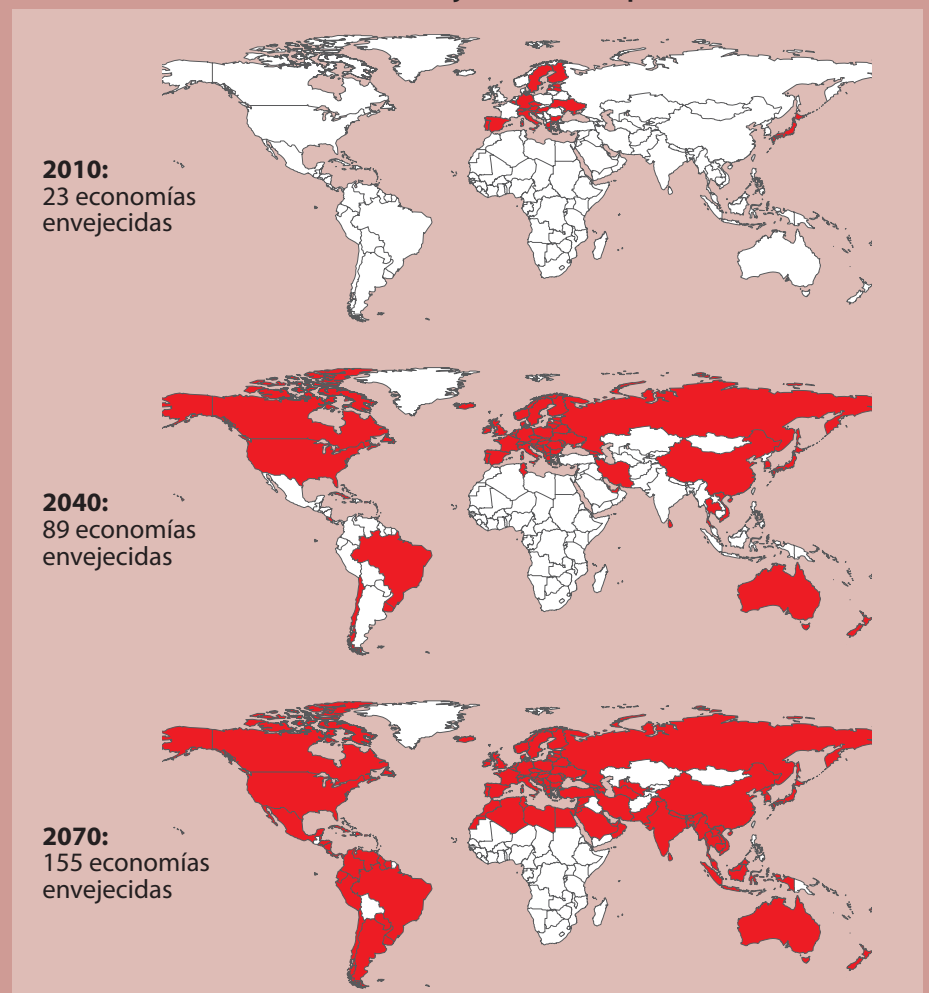 2010:
23 economías
envejecidas
2040:
89 economías
envejecidas
2070:
155 economías
envejecidas